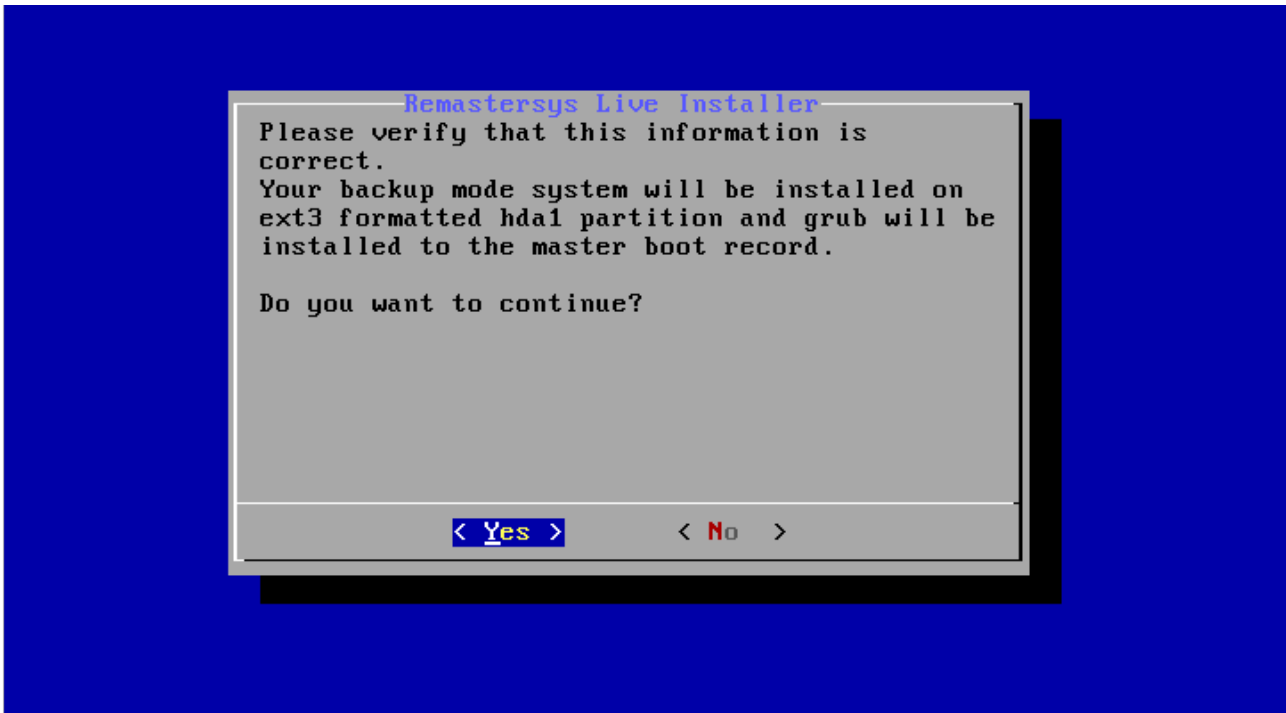 Remastersys Live Installer
Please verify that this information is
correct.
Your backup mode system will be installed on
ext3 formatted hda1 partition and grub will be
installed to the master boot record.
Do you want to continue?
< Yes > < No >